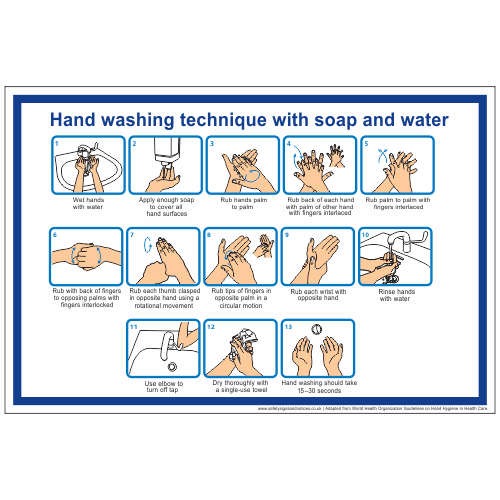 Hand washing technique with soap and water
1
Wet hands
with water
2
Apply enough soap
to cover all
hand surfaces
3
Rub hands palm
to palm
4
Rub back of each hand
with palm of other hand
with fingers interlaced
5
Rub palm to palm with
fingers interlaced
6
Rub with back of fingers
to opposing palms with
fingers interlocked
7
Rub each thumb clasped
in opposite hand using a
rotational movement
8
Rub tips of fingers in
opposite palm in a
circular motion
9
Rub each wrist with
opposite hand
10
Rinse hands
with water
11
Use elbow to
turn off tap
12
Dry thoroughly with
a single-use towel
13
Hand washing should take
15–30 seconds
www.safetysignsandnotices.co.uk | Adapted from World Health Organization Guidelines on Hand Hygiene in Health Care